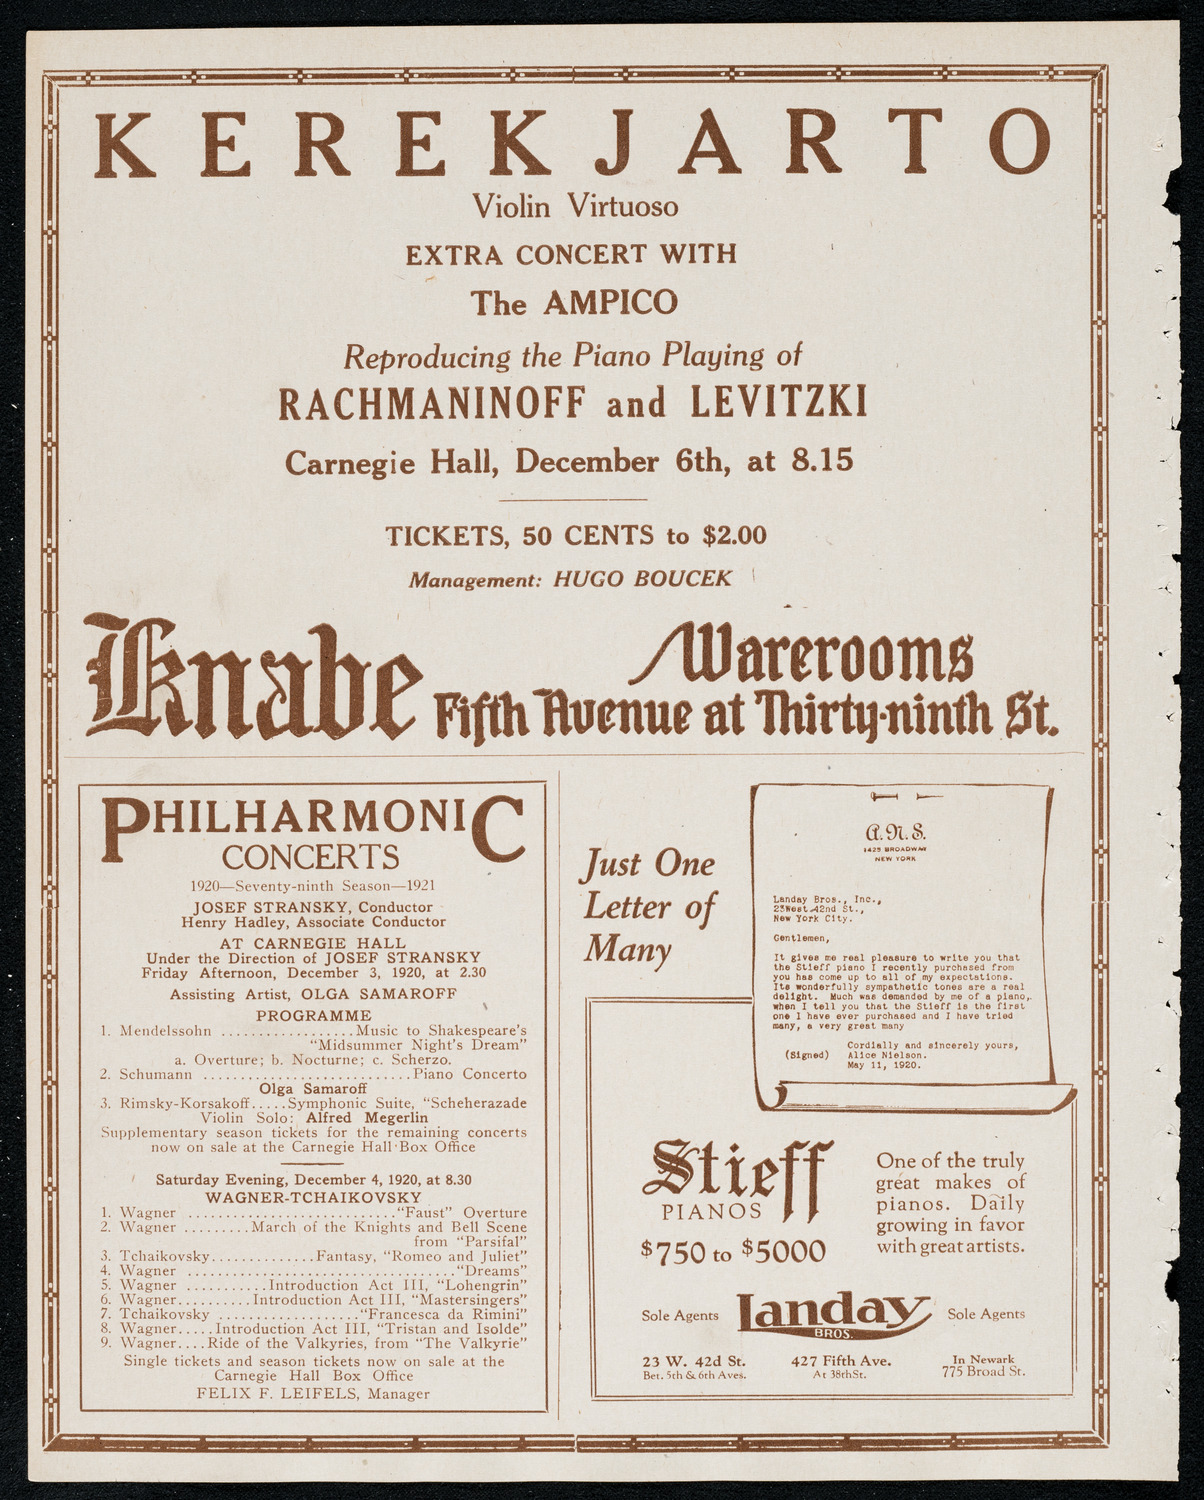 KEREKJARTO
Violin Virtuoso
EXTRA CONCERT WITH
The AMPICO
Reproducing the Piano Playing of
RACHMANINOFF and LEVITZKI
Carnegie Hall, December 6th, at 8.15
TICKETS, 50 CENTS to $2.00
Management: HUGO BOUCEK
Knabe
Warerooms
Fifth Avenue at Thirty-ninth St.
PHILHARMONIC
CONCERTS
1920—Seventy-ninth Season—1921
JOSEF STRANSKY, Conductor
Henry Hadley, Associate Conductor
AT CARNEGIE HALL
Under the Direction of JOSEF STRANSKY
Friday Afternoon, December 3, 1920, at 2.30
Assisting Artist, OLGA SAMAROFF
PROGRAMME
1. Mendelssohn ..................Music to Shakespeare's
"Midsummer Night's Dream"
a. Overture; b. Nocturne; c. Scherzo.
2. Schumann ............................Piano Concerto
Olga Samaroff
3. Rimsky-Korsakoff.....Symphonic Suite, "Scheherazade
Violin Solo: Alfred Megerlin
Supplementary season tickets for the remaining concerts
now on sale at the Carnegie Hall Box Office
Saturday Evening, December 4, 1920, at 8.30
WAGNER-TCHAIKOVSKY
1. Wagner ............................"Faust" Overture
2. Wagner .........March of the Knights and Bell Scene
from "Parsifal"
3. Tchaikovsky..............Fantasy, "Romeo and Juliet"
4. Wagner ...................................."Dreams"
5. Wagner ...........Introduction Act III, "Lohengrin"
6. Wagner..........Introduction Act III, "Mastersingers"
7. Tchaikovsky ..................."Francesca da Rimini"
8. Wagner.....Introduction Act III, "Tristan and Isolde"
9. Wagner....Ride of the Valkyries, from "The Valkyrie"
Single tickets and season tickets now on sale at the
Carnegie Hall Box Office
FELIX F. LEIFELS, Manager
Just One
Letter of
Many
A.N.S.
1425 BROADWAY
NEW YORK
Landay Bros., Inc.,
23West 42nd St.,
New York City.
Gentlemen,
It gives me real pleasure to write you that
the Stieff piano I recently purchased from
you has come up to all of my expectations.
Its wonderfully sympathetic tones are a real
delight. Much was demanded by me of a piano,
when I tell you that the Stieff is the first
one I have ever purchased and I have tried
many, a very great many
Cordially and sincerely yours,
(Signed) Alice Nielson.
May 11, 1920.
Stieff
PIANOS
$750 to $5000
One of the truly
great makes of
pianos. Daily
growing in favor
with great artists.
Sole Agents Landay Sole Agents
BROS.
23 W. 42d St. 427 Fifth Ave. In Newark
Bet. 5th & 6th Aves. At 38th St. 775 Broad St.